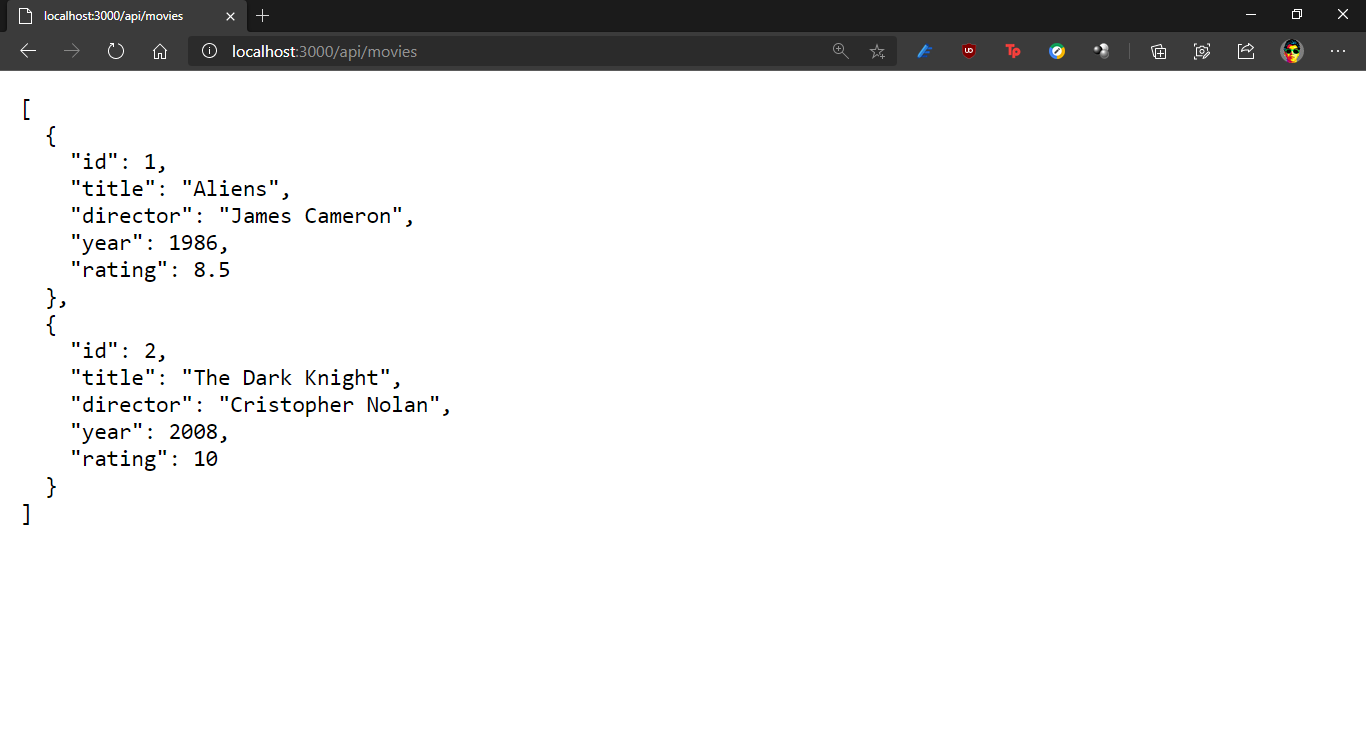 localhost:3000/api/movies
localhost:3000/api/movies
UO
Tp
[
  {
    "id": 1,
    "title": "Aliens",
    "director": "James Cameron",
    "year": 1986,
    "rating": 8.5
  },
  {
    "id": 2,
    "title": "The Dark Knight",
    "director": "Cristopher Nolan",
    "year": 2008,
    "rating": 10
  }
]